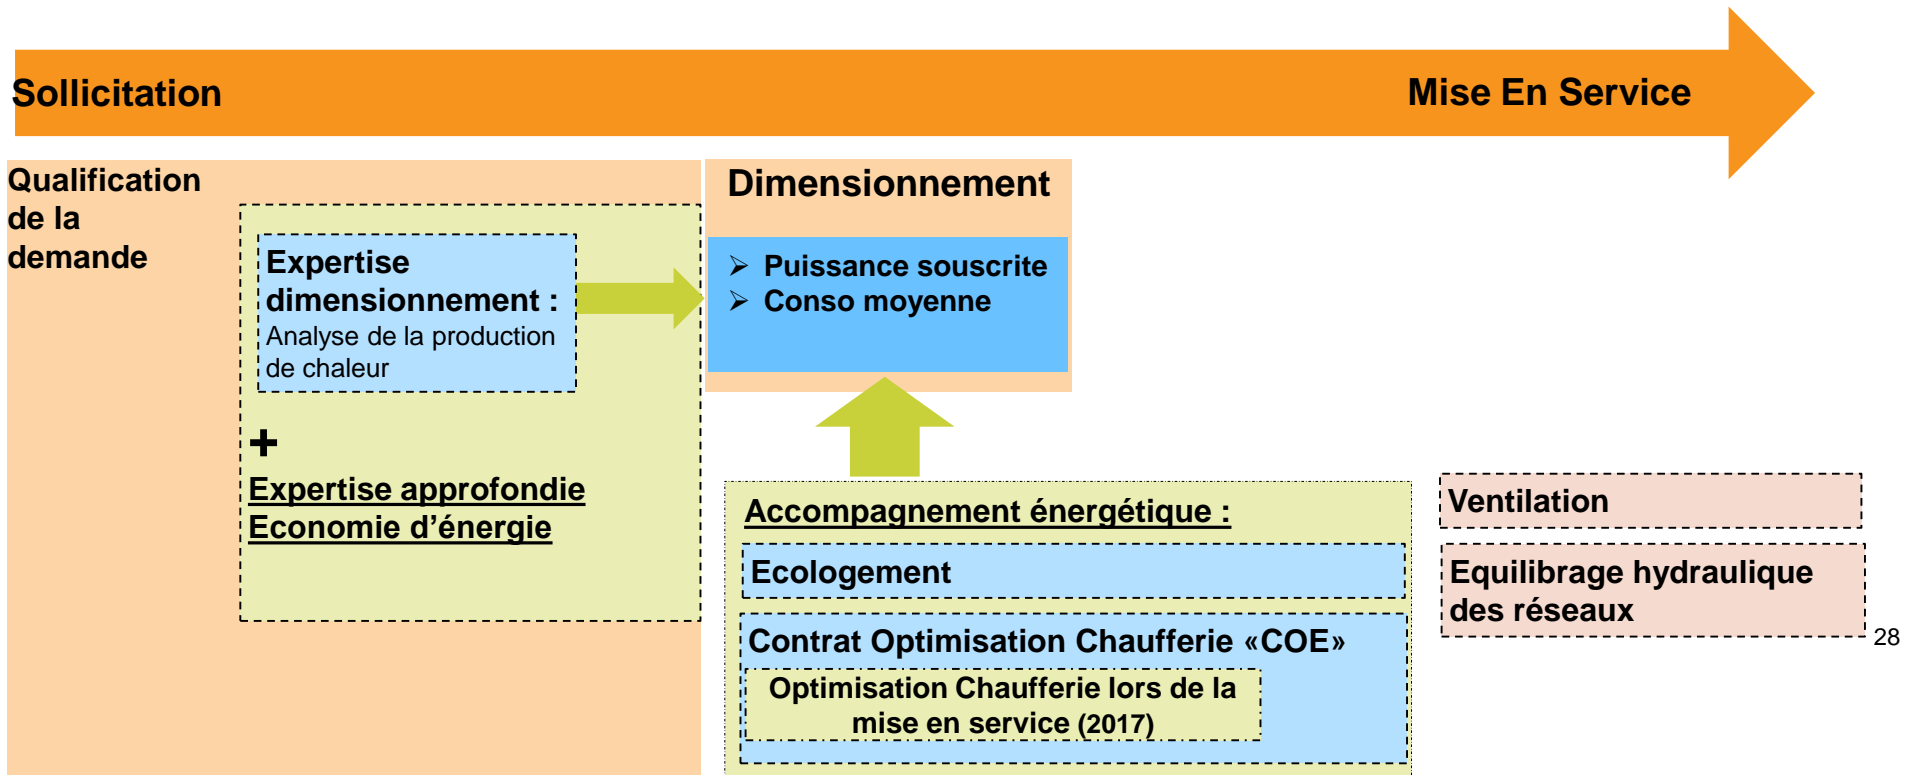 Sollicitation
Mise En Service
Qualification
de la
demande
Expertise
dimensionnement :
Analyse de la production
de chaleur
+
Expertise approfondie
Economie d’énergie
Dimensionnement
➢ Puissance souscrite
➢ Conso moyenne
Accompagnement énergétique :
Ecologement
Contrat Optimisation Chaufferie «COE»
Optimisation Chaufferie lors de la
mise en service (2017)
Ventilation
Equilibrage hydraulique
des réseaux
28